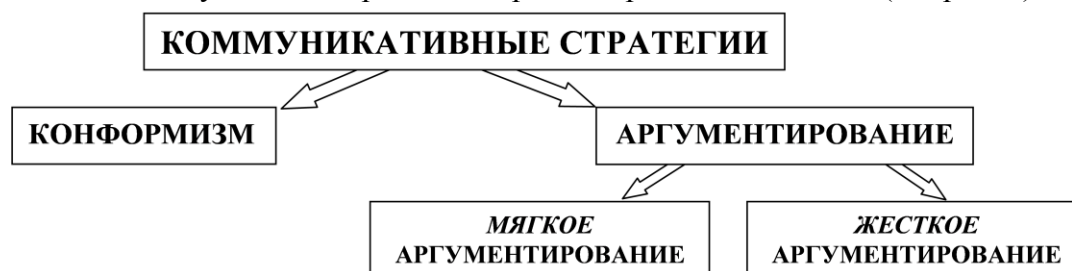 КОММУНИКАТИВНЫЕ СТРАТЕГИИ
КОНФОРМИЗМ
АРГУМЕНТИРОВАНИЕ
МЯГКОЕ
АРГУМЕНТИРОВАНИЕ
ЖЕСТКОЕ
АРГУМЕНТИРОВАНИЕ